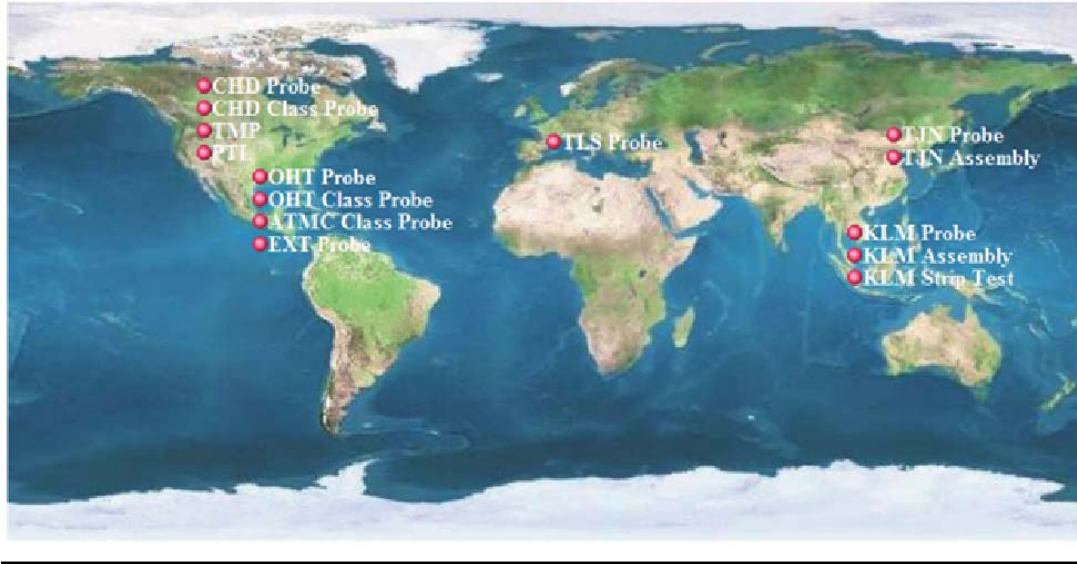 CHD Probe
CHD Class Probe
TMP
PTL
OHT Probe
OHT Class Probe
ATMC Class Probe
EXT Probe
TLS Probe
TJN Probe
TJN Assembly
KLM Probe
KLM Assembly
KLM Strip Test